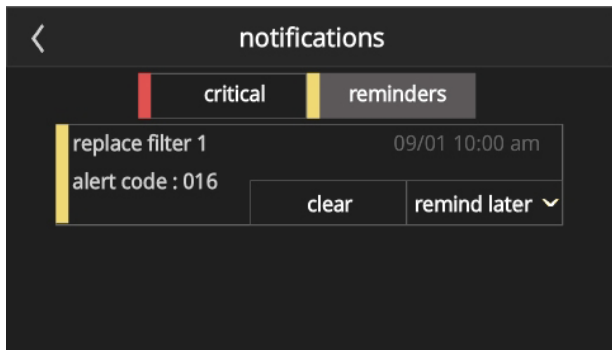 notifications
critical
reminders
replace filter 1
09/01 10:00 am
alert code : 016
clear
remind later